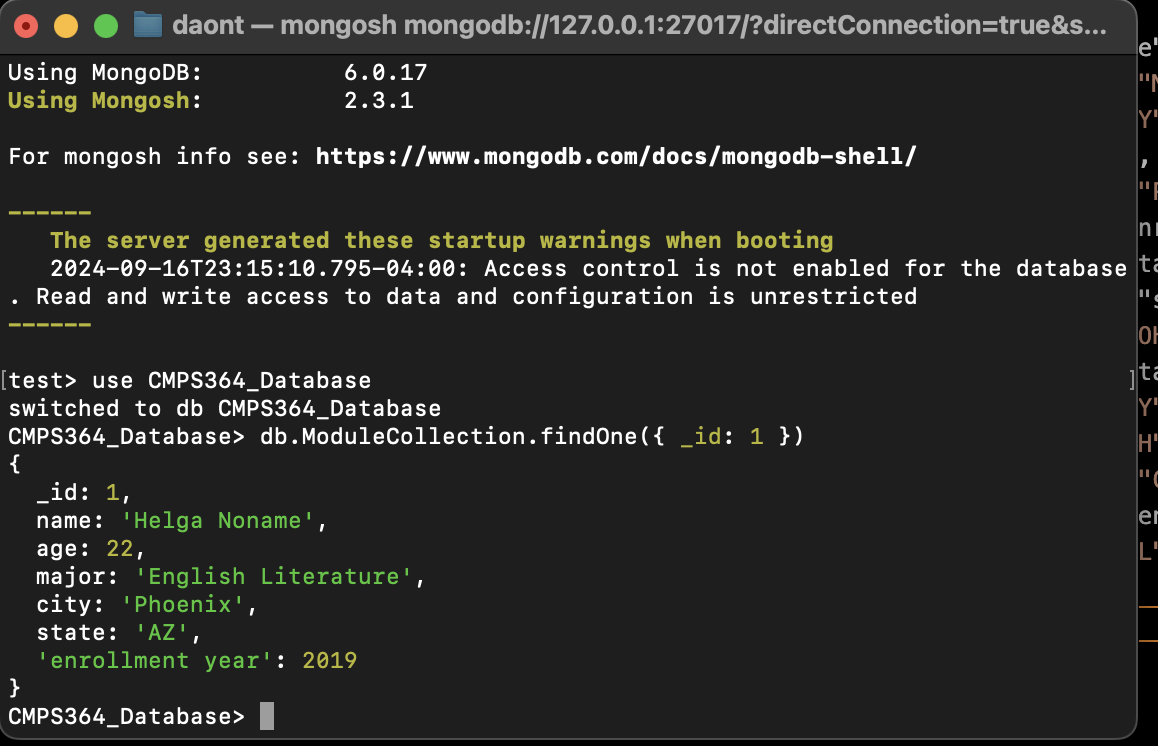 daont — mongosh mongodb://127.0.0.1:27017/?directConnection=true&s...
Using MongoDB: 6.0.17
Using Mongosh: 2.3.1
For mongosh info see: https://www.mongodb.com/docs/mongodb-shell/
------
The server generated these startup warnings when booting
2024-09-16T23:15:10.795-04:00: Access control is not enabled for the database
. Read and write access to data and configuration is unrestricted
------
[test> use CMPS364_Database ]
switched to db CMPS364_Database
CMPS364_Database> db.ModuleCollection.findOne({ _id: 1 })
{
_id: 1,
name: 'Helga Noname',
age: 22,
major: 'English Literature',
city: 'Phoenix',
state: 'AZ',
'enrollment year': 2019
}
CMPS364_Database>